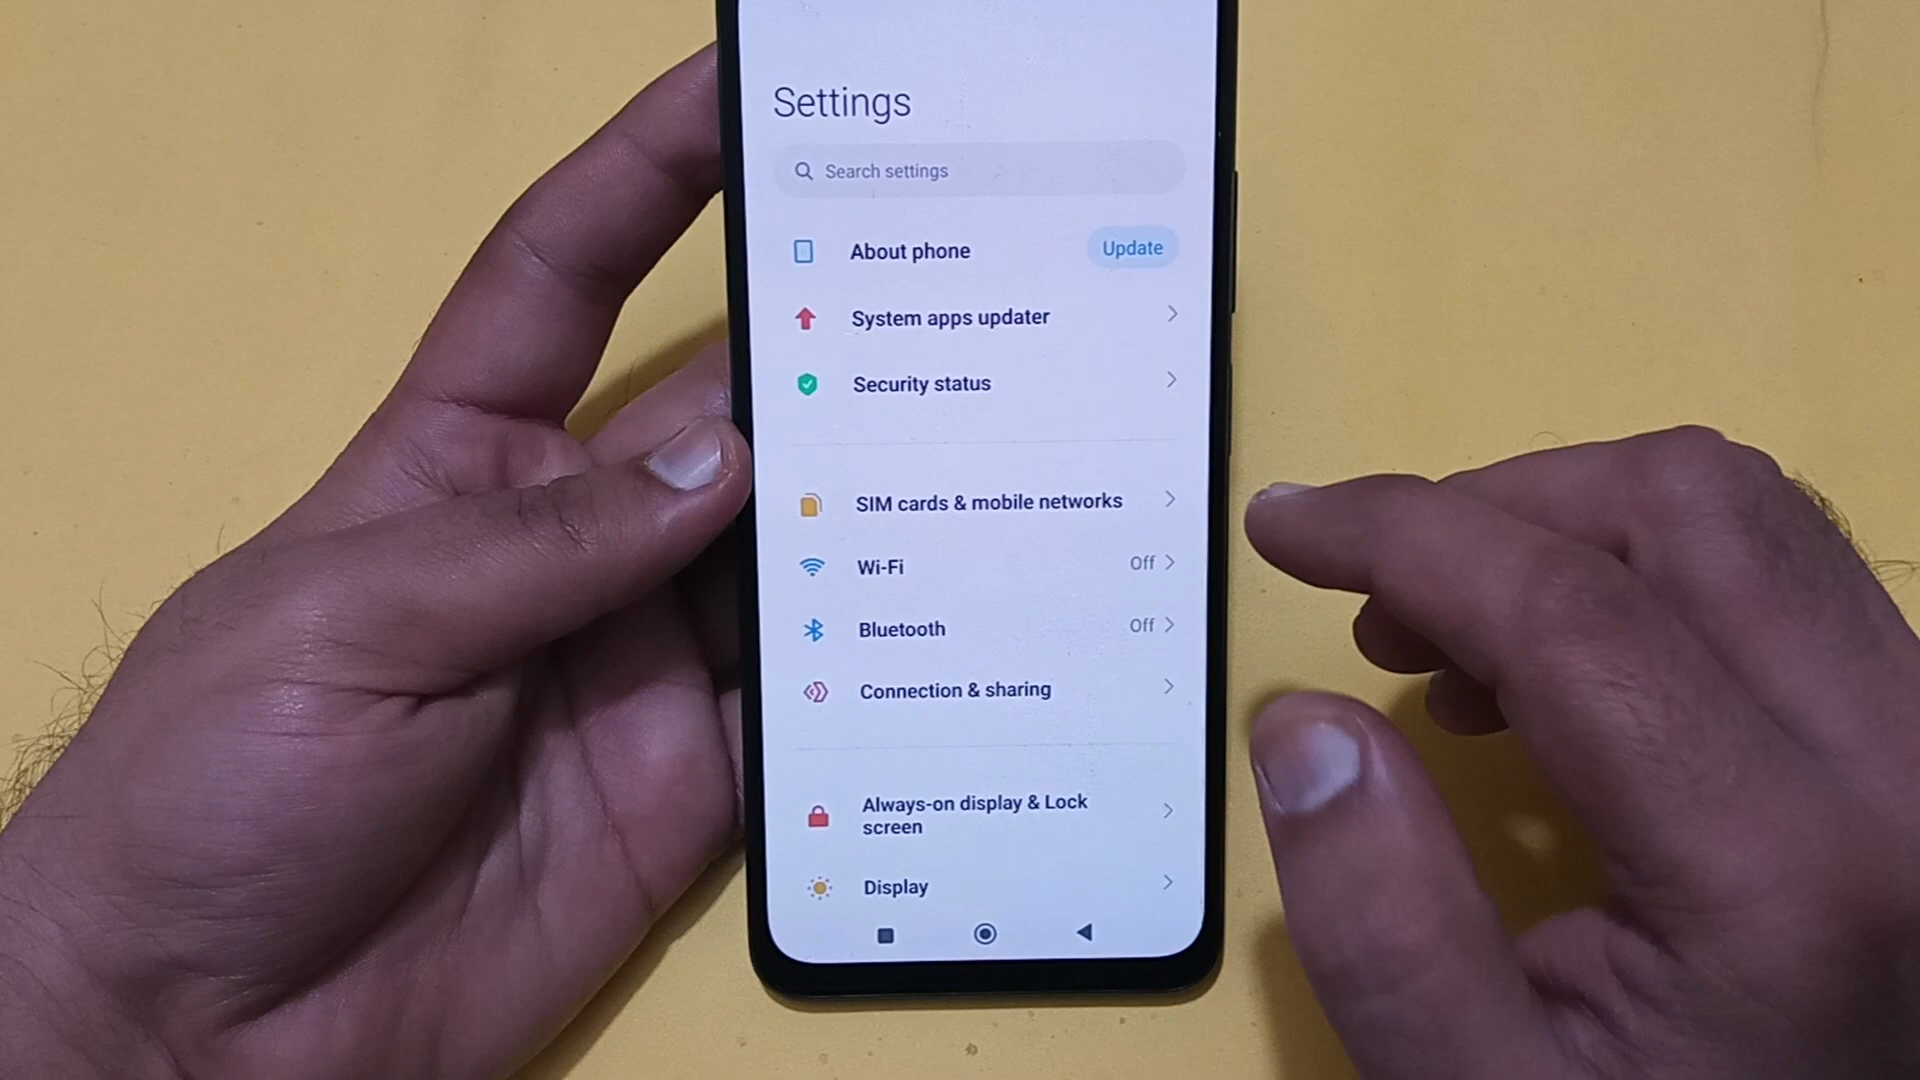 Settings
Search settings
About phone
Update
System apps updater
Security status
SIM cards & mobile networks
Wi-Fi
Off
Bluetooth
Off
Connection & sharing
Always-on display & Lock
screen
Display